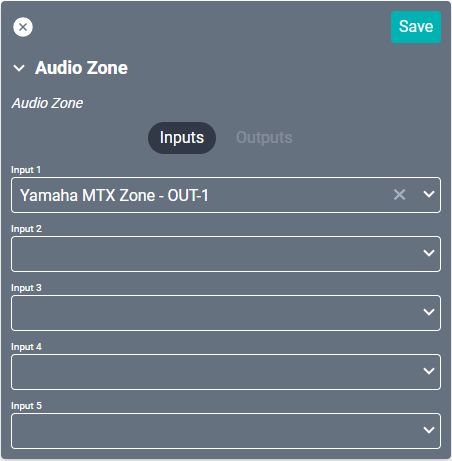 Save
Audio Zone
Audio Zone
Inputs Outputs
Input 1
Yamaha MTX Zone - OUT-1
Input 2
Input 3
Input 4
Input 5